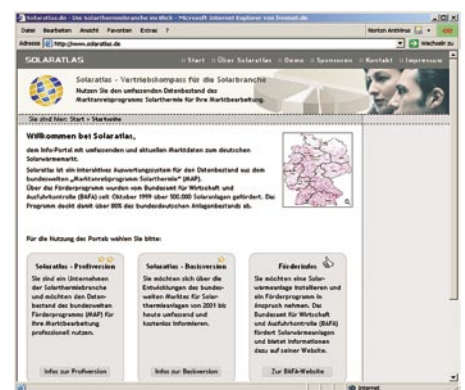 Solaratlas.de - Die Solarthermiebranche im Blick - Microsoft Internet Explorer von freenet.de
Datei Bearbeiten Ansicht Favoriten Extras ?
Norton AntiVirus
Adresse http://www.solaratlas.de
Wechseln zu
SOLARATLAS
:: Start :: Über Solaratlas :: Demo :: Sponsoren :: Kontakt :: Impressum
Solaratlas - Vertriebskompass für die Solarbranche
Nutzen Sie den
umfassenden Datenbestand des
Marktanreizprogramms Solarthermie für Ihre Marktbearbeitung.
Sie sind hier: Start > Startseite
Willkommen bei Solaratlas,
dem Info-Portal mit umfassenden und aktuellen Marktdaten zum deutschen
Solarwärmemarkt.
Solaratlas ist ein interaktives Auswertungssystem für den Datenbestand aus dem
bundesweiten „Marktanreizprogramm Solarthermie" (MAP).
Über das Förderprogramm wurden vom Bundesamt für Wirtschaft und
Ausfuhrkontrolle (BAFA) seit Oktober 1999 über 500.000 Solaranlagen gefördert. Das
Programm deckt damit über 80% des bundesdeutschen Anlagenbestands ab.
Für die Nutzung des Portals wählen Sie bitte:
Solaratlas - Profiversion
Sie sind ein Unternehmen
der Solarthermiebranche
und möchten den Daten-
bestand des bundesweiten
Förderprogramms (MAP) für
Ihre Marktbearbeitung
professionell nutzen.
Infos zur Profiversion
Solaratlas - Basisversion
Sie möchten sich über die
Entwicklungen des bundes-
weiten Marktes für Solar-
thermieanlagen von 2001 bis
heute umfassend und
kostenlos informieren.
Infos zur Basisversion
Förderinfos
Sie möchten eine Solar-
wärmeanlage installieren und
ein Förderprogramm in
Anspruch nehmen. Das
Bundesamt für Wirtschaft
und Ausfuhrkontrolle (BAFA)
fördert Solarwärmeanlagen
und bietet Informationen
dazu auf seiner Website.
Zur BAFA-Website
Internet